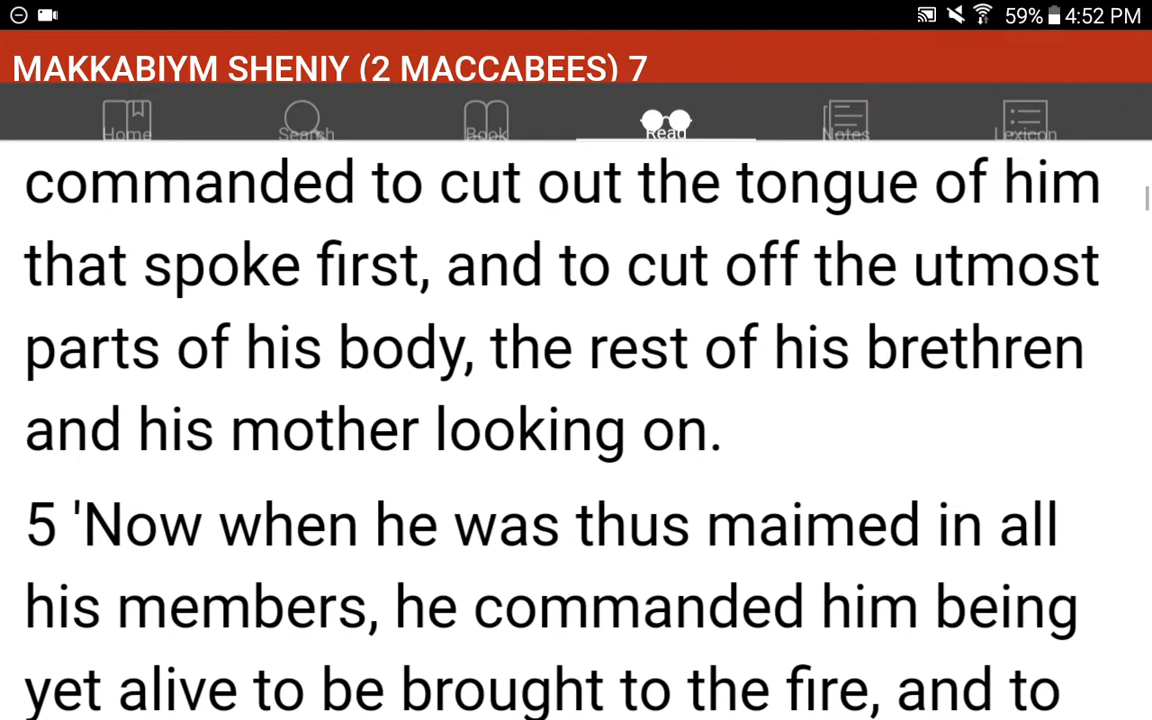 59% 4:52 PM
MAKKABIYM SHENIY (2 MACCABEES) 7
Home Search Book Read Notes Lexicon
commanded to cut out the tongue of him
that spoke first, and to cut off the utmost
parts of his body, the rest of his brethren
and his mother looking on.
5 'Now when he was thus maimed in all
his members, he commanded him being
yet alive to be brought to the fire, and to